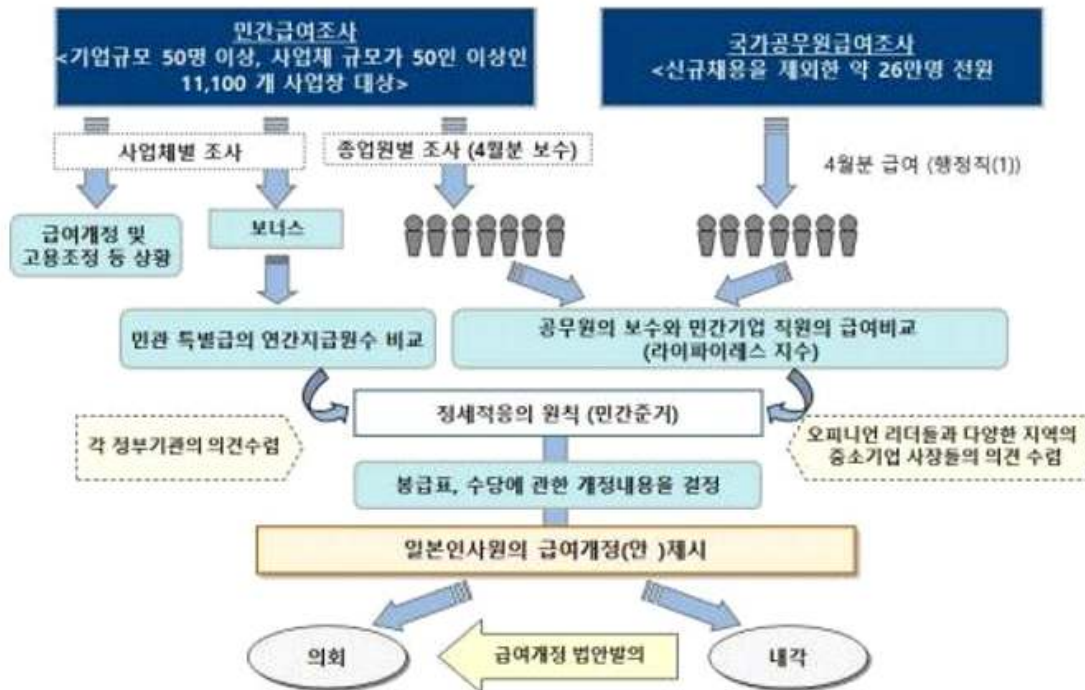 민간급여조사
<기업규모 50명 이상, 사업체 규모가 50인 이상인
11,100 개 사업장 대상>
국가공무원급여조사
<신규채용을 제외한 약 26만명 전원
사업체별 조사
종업원별 조사 (4월분 보수)
4월분 급여 (행정직(1))
급여개정 및
고용조정 등 상황
보너스
민관 특별급의 연간지급월수 비교
공무원의 보수와 민간기업 직원의 급여비교
(라이파이레스 지수)
정세적응의 원칙 (민간준거)
각 정부기관의 의견수렴
오피니언 리더들과 다양한 지역의
중소기업 사장들의 의견 수렴
봉급표, 수당에 관한 개정내용을 결정
일본인사원의 급여개정(안 )제시
의회
급여개정 법안발의
내각